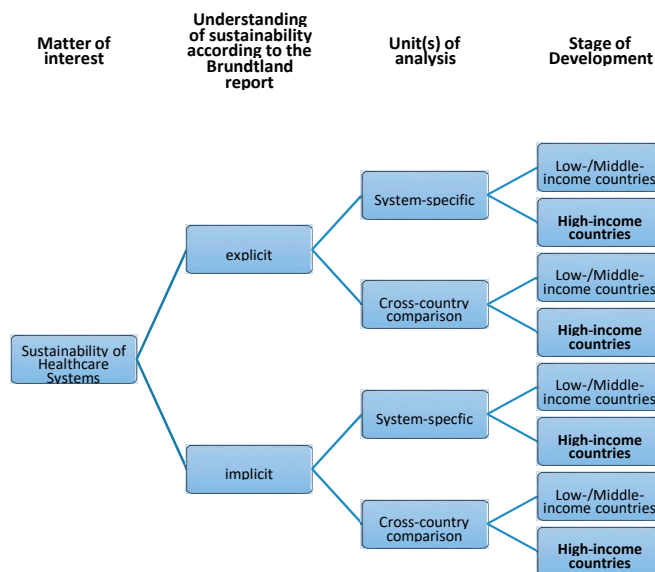 Matter of
interest
Understanding
of sustainability
according to the
Brundtland
report
Unit(s) of
analysis
Stage of
Development
Sustainability of
Healthcare
Systems
explicit
System-specific
Low-/Middle-
income countries
High-income
countries
Cross-country
comparison
Low-/Middle-
income countries
High-income
countries
implicit
System-specfic
Low-/Middle-
income countries
High-income
countries
Cross-country
comparison
Low-/Middle-
income countries
High-income
countries